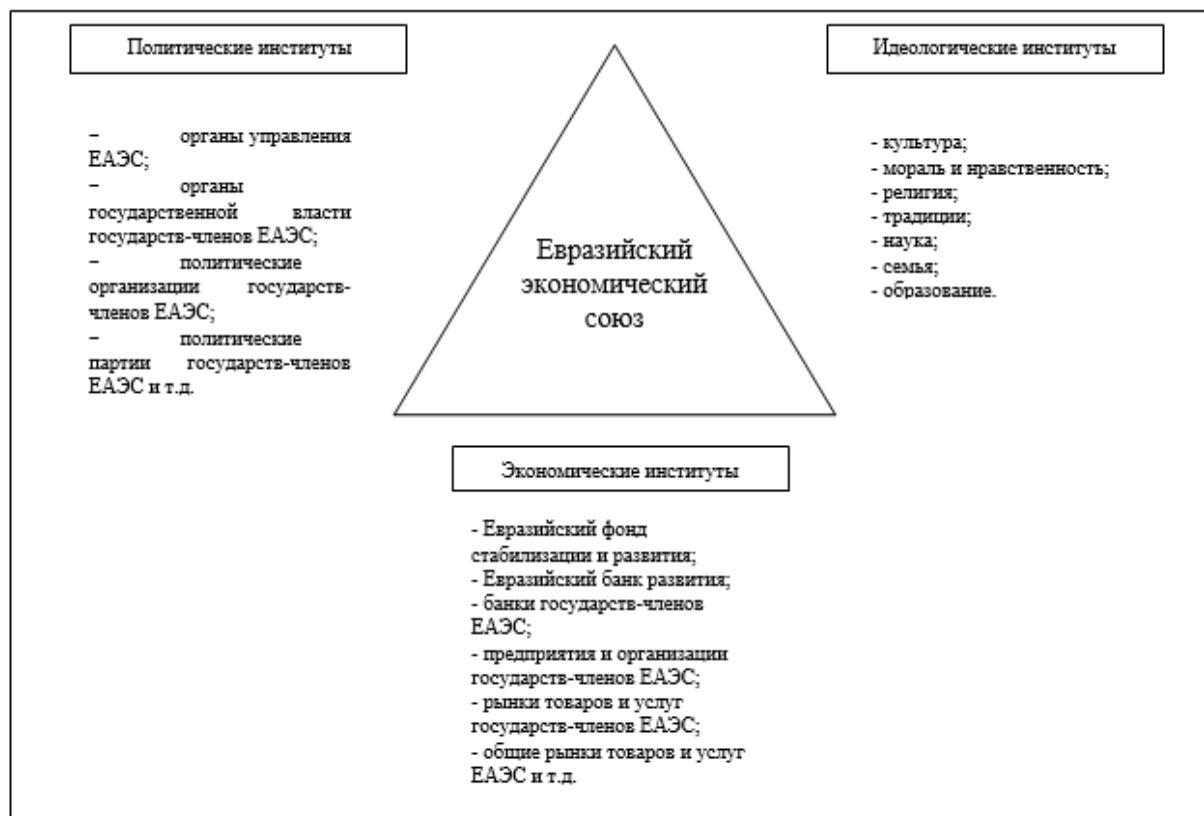 Политические институты
– органы управления
ЕАЭС;
– органы
государственной власти
государств-членов ЕАЭС;
– политические
организации государств-
членов ЕАЭС;
– политические
партии государств-членов
ЕАЭС и т.д.
Идеологические институты
- культура;
- мораль и нравственность;
- религия;
- традиции;
- наука;
- семья;
- образование.
Евразийский
экономический
союз
Экономические институты
- Евразийский фонд
стабилизации и развития;
- Евразийский банк развития;
- банки государств-членов
ЕАЭС;
- предприятия и организации
государств-членов ЕАЭС;
- рынки товаров и услуг
государств-членов ЕАЭС;
- общие рынки товаров и услуг
ЕАЭС и т.д.